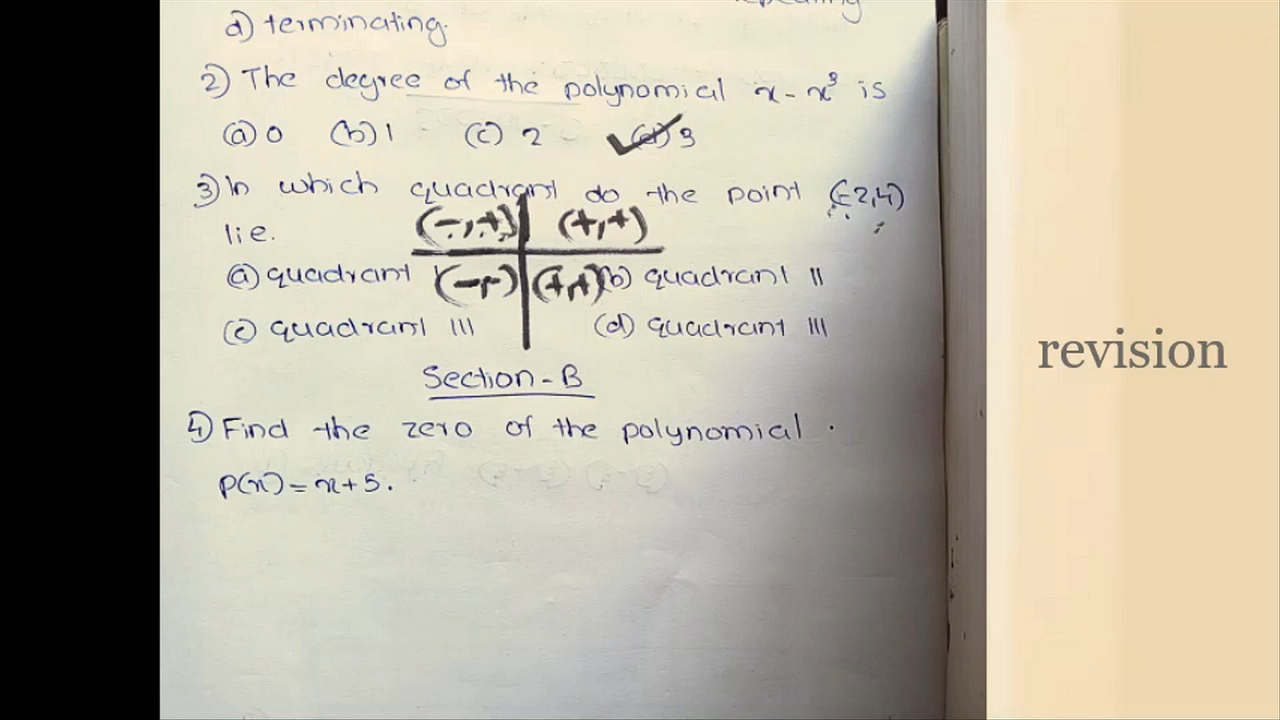 repeating
d) terminating.
2) The degree of the polynomial x - x³ is
(a) 0 (b) 1 (c) 2 (d) 3
3) In which quadrant do the point (-2,4)
lie.
(-,+) (+,+)
(a) quadrant (b) quadrant II
(c) quadrant III (d) quadrant III
Section-B
4) Find the zero of the polynomial.
P(x) = x+5.
revision